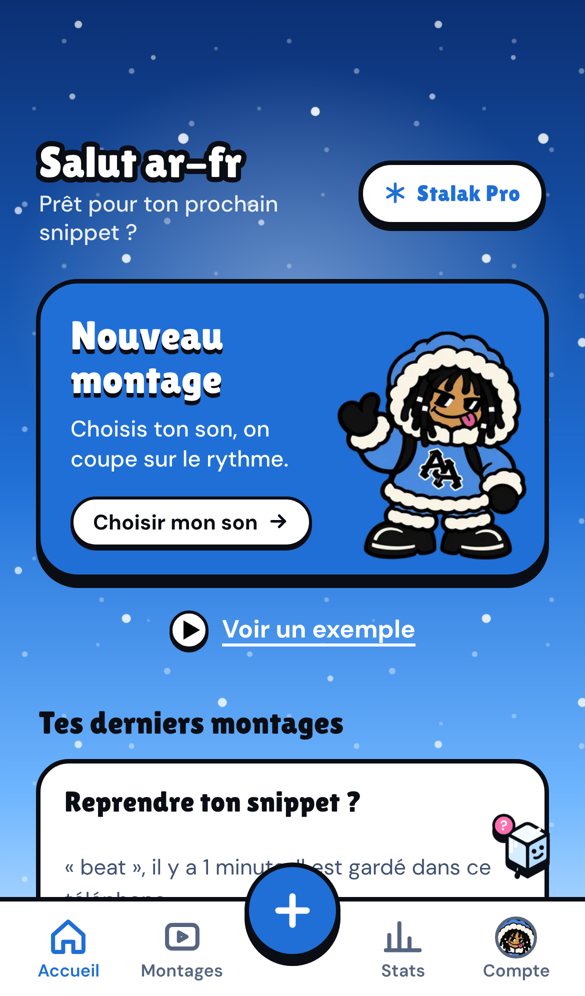 Salut ar-fr
Prêt pour ton prochain
snippet ?
Stalak Pro
Nouveau
montage
Choisis ton son, on
coupe sur le rythme.
Choisir mon son →
AA
Voir un exemple
Tes derniers montages
Reprendre ton snippet ?
?
« beat », il y a 1 minute est gardé dans ce
Accueil
Montages
+
Stats
Compte